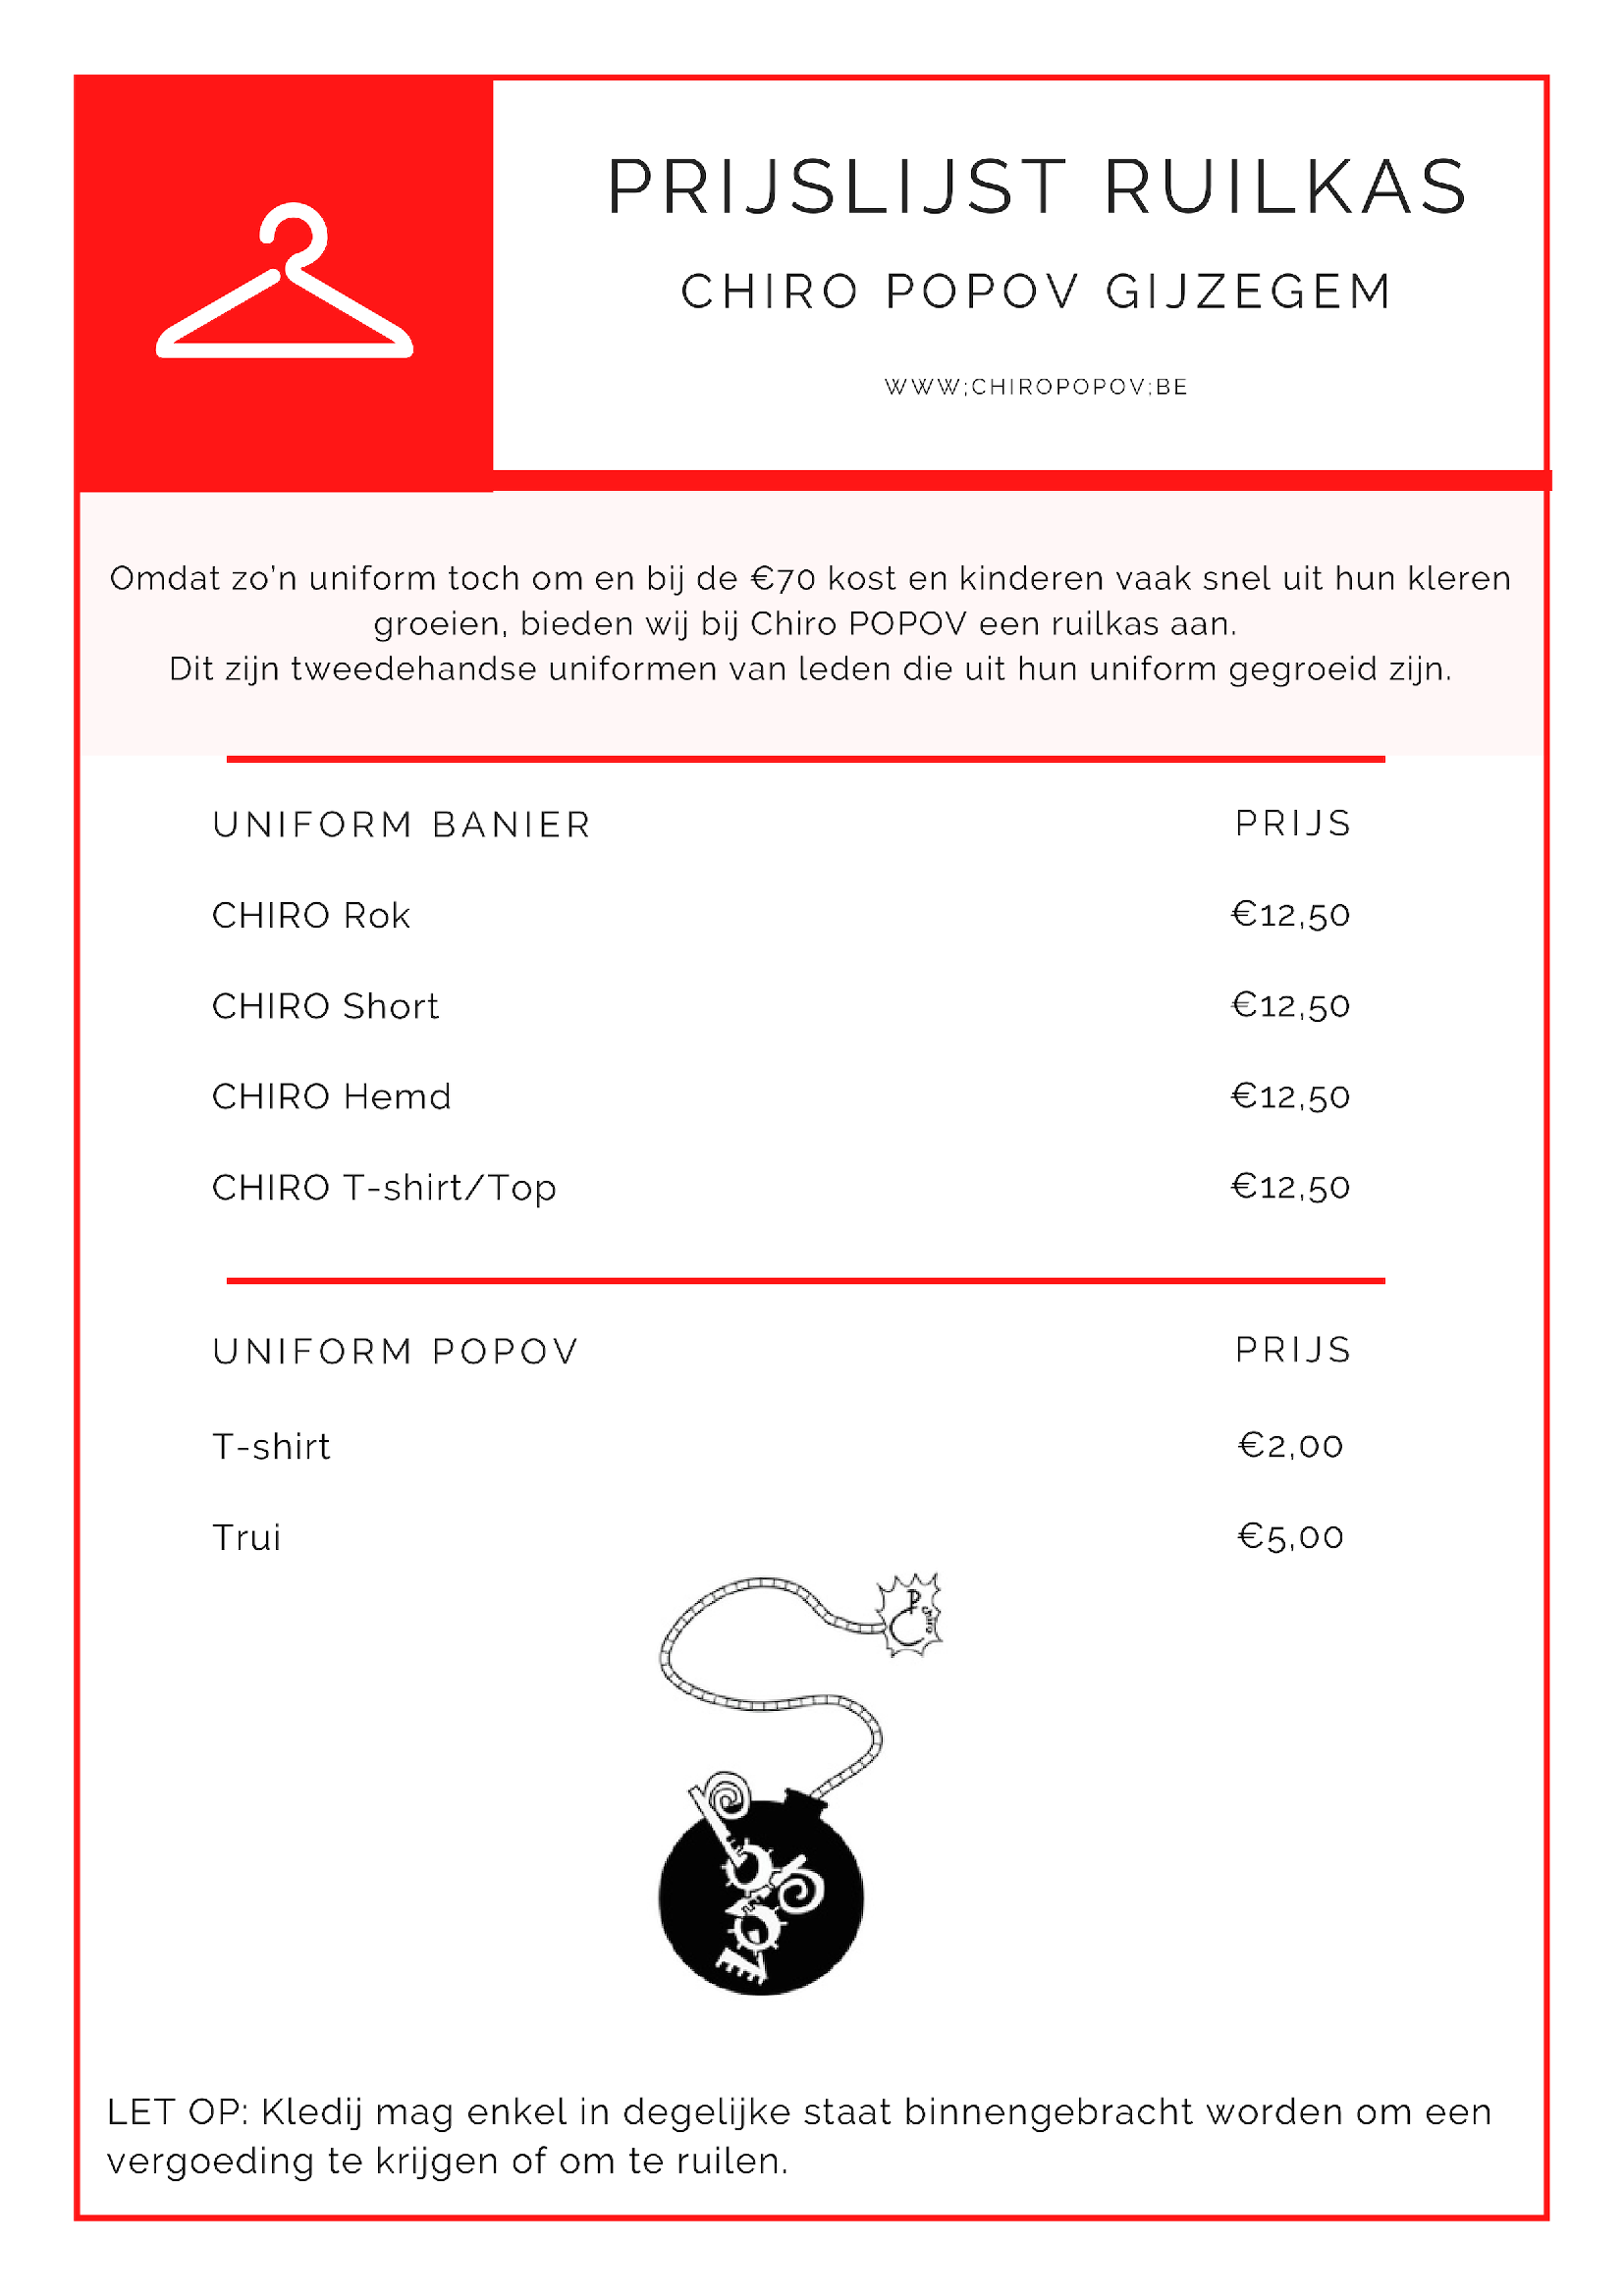 PRIJSLIJST RUILKAS
CHIRO POPOV GIJZEGEM
WWW;CHIROPOPOV;BE
Omdat zo'n uniform toch om en bij de €70 kost en kinderen vaak snel uit hun kleren
groeien, bieden wij bij Chiro POPOV een ruilkas aan.
Dit zijn tweedehandse uniformen van leden die uit hun uniform gegroeid zijn.
UNIFORM BANIER PRIJS
CHIRO Rok €12,50
CHIRO Short €12,50
CHIRO Hemd €12,50
CHIRO T-shirt/Top €12,50
UNIFORM POPOV PRIJS
T-shirt €2,00
Trui €5,00
chiro
popov
LET OP: Kledij mag enkel in degelijke staat binnengebracht worden om een
vergoeding te krijgen of om te ruilen.